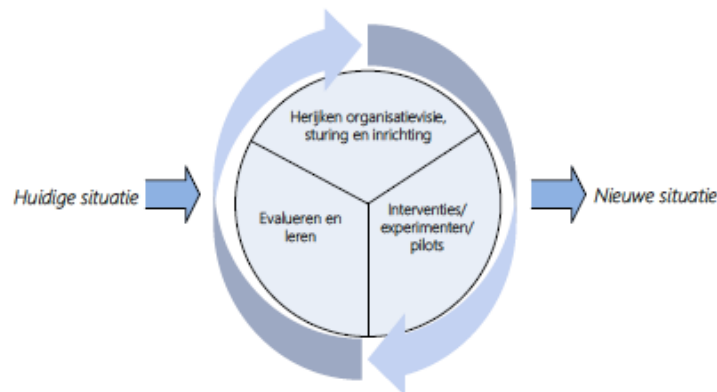 Herijken organisatievisie,
sturing en inrichting
Huidige situatie
Evalueren en
leren
Interventies/
experimenten/
pilots
Nieuwe situatie